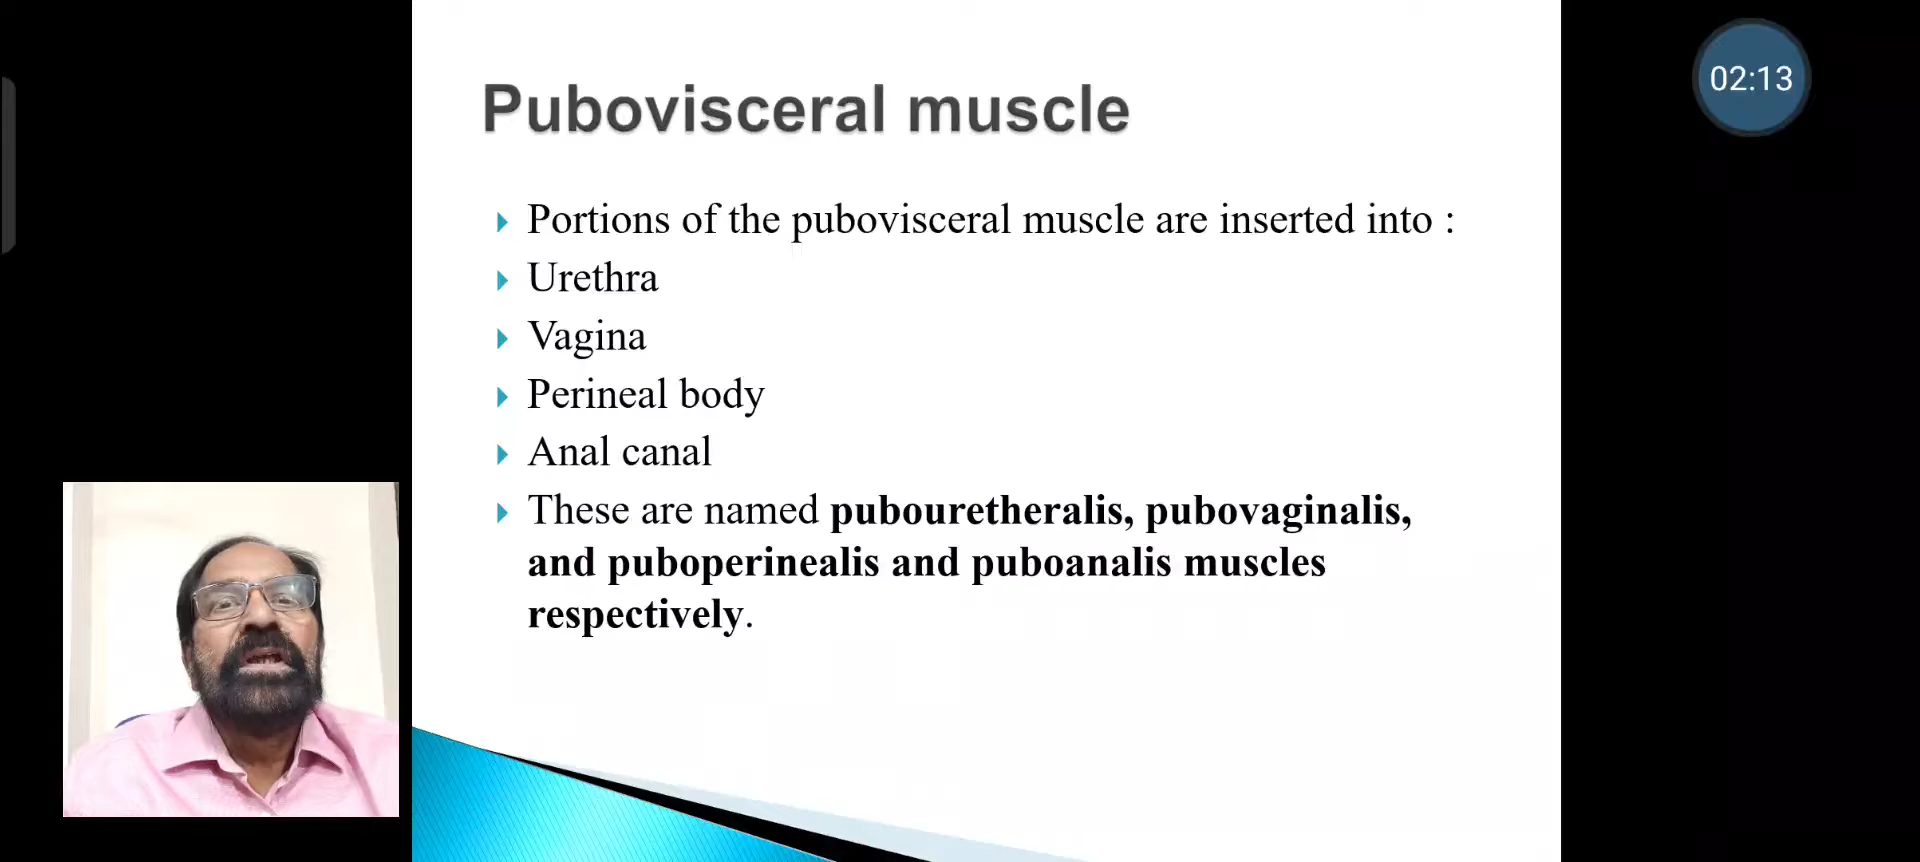 Pubovisceral muscle
02:13
Portions of the pubovisceral muscle are inserted into :
Urethra
Vagina
Perineal body
Anal canal
These are named pubouretheralis, pubovaginalis,
and puboperinealis and puboanalis muscles
respectively.